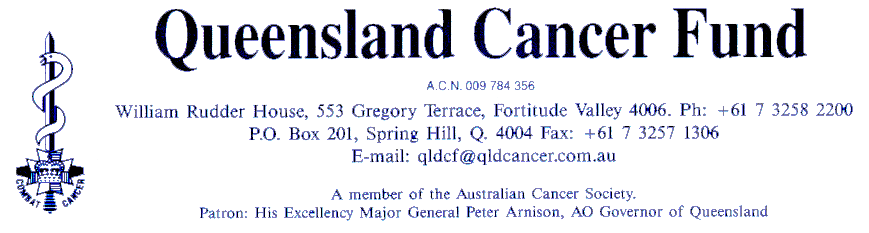 Queensland Cancer Fund
A.C.N. 009 784 356
William Rudder House, 553 Gregory Terrace, Fortitude Valley 4006. Ph: +61 7 3258 2200
P.O. Box 201, Spring Hill, Q. 4004 Fax: +61 7 3257 1306
E-mail: qldcf@qldcancer.com.au
COMBAT CANCER
A member of the Australian Cancer Society.
Patron: His Excellency Major General Peter Arnison, AO Governor of Queensland